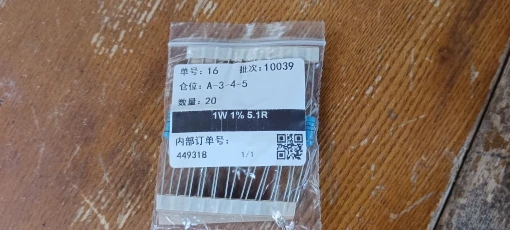 单号: 16 批次: 10039
仓位: A-3-4-5
数量: 20
1W 1% 5.1R
内部订单号:
449318 1/1